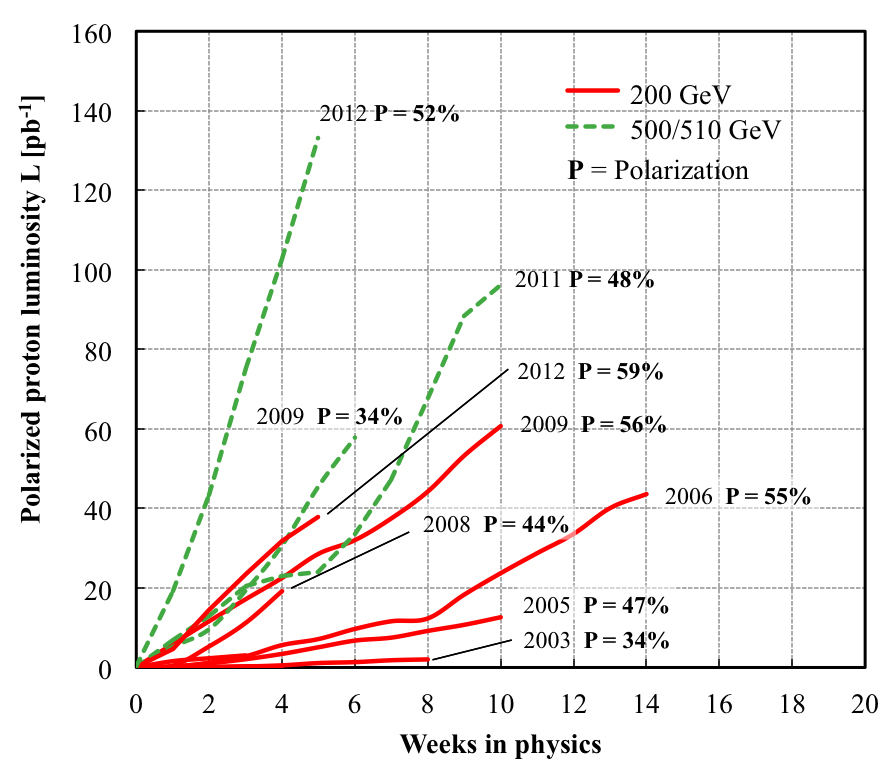 160
140
120
100
80
60
40
20
0
Polarized proton luminosity L [pb-1]
200 GeV
500/510 GeV
P = Polarization
2012 P = 52%
2011 P = 48%
2012 P = 59%
2009 P = 34%
2009 P = 56%
2006 P = 55%
2008 P = 44%
2005 P = 47%
2003 P = 34%
0 2 4 6 8 10 12 14 16 18 20
Weeks in physics